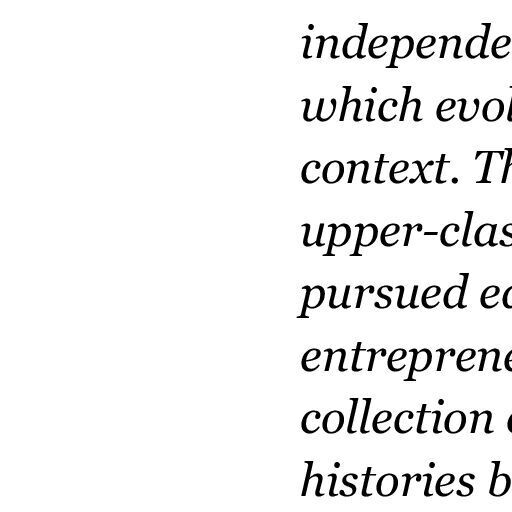 independe
which evol
context. Th
upper-clas
pursued ec
entreprene
collection
histories b